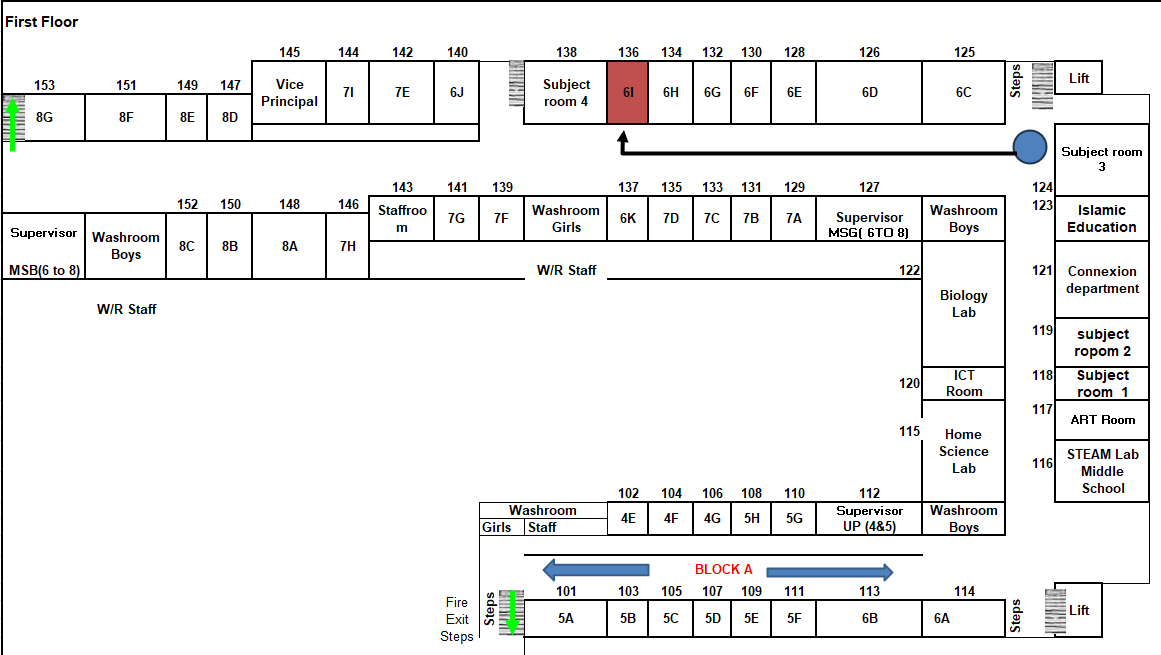 First Floor
145 144 142 140 138 136 134 132 130 128 126 125
153 151 149 147
Vice
Principal
7I 7E 6J
Subject
room 4
6I 6H 6G 6F 6E 6D 6C
Steps
Lift
8G 8F 8E 8D
Subject room
3
124
143 141 139 137 135 133 131 129 127
123
152 150 148 146
Staffroo
m
7G 7F
Washroom
Girls
6K 7D 7C 7B 7A
Supervisor
MSG( 6TO 8)
Washroom
Boys
Islamic
Education
Supervisor
MSB(6 to 8)
Washroom
Boys
8C 8B 8A 7H
W/R Staff
122
121
Connexion
department
W/R Staff
Biology
Lab
119
subject
ropom 2
120
ICT
Room
118
Subject
room 1
117
ART Room
115
Home
Science
Lab
116
STEAM Lab
Middle
School
102 104 106 108 110 112
Washroom
Girls Staff
4E 4F 4G 5H 5G
Supervisor
UP (4&5)
Washroom
Boys
BLOCK A
101 103 105 107 109 111 113 114
Fire
Exit
Steps
Steps
5A 5B 5C 5D 5E 5F 6B 6A
Steps
Lift